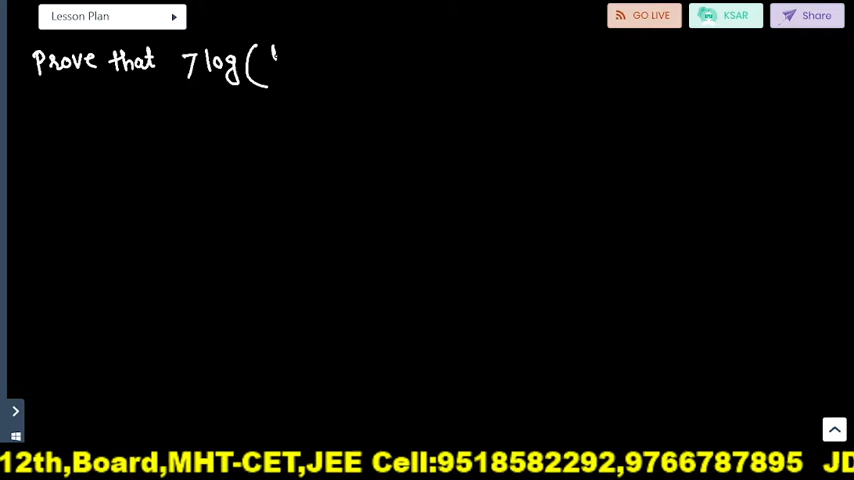 Lesson Plan
GO LIVE
KSAR
Share
Prove that 7 log (
12th,Board,MHT-CET,JEE Cell:9518582292,9766787895 JD